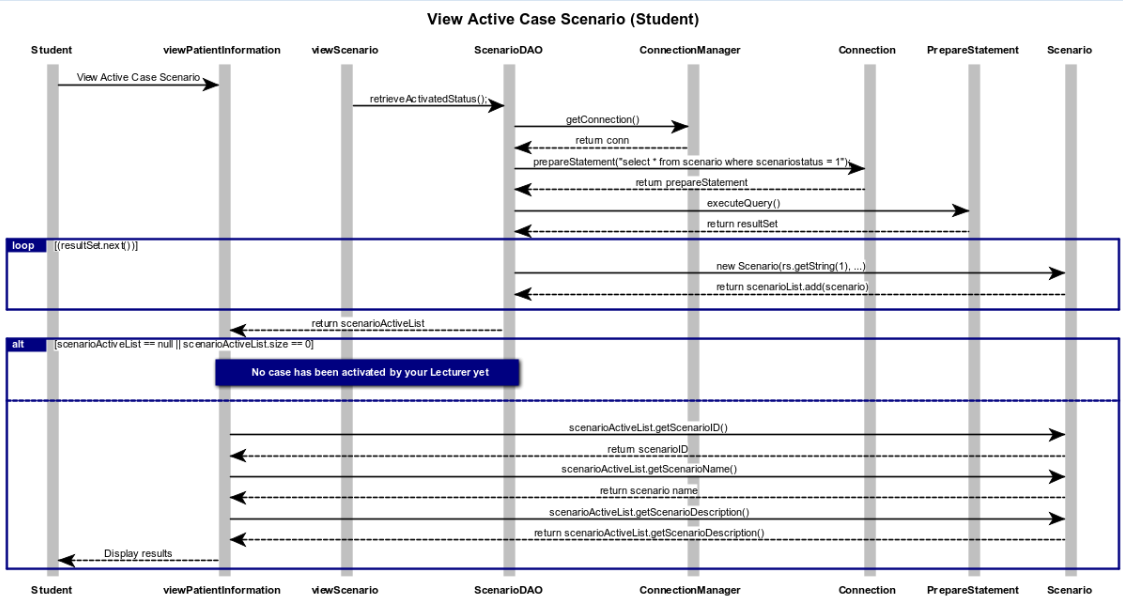 View Active Case Scenario (Student)
Student viewPatientInformation viewScenario ScenarioDAO ConnectionManager Connection PrepareStatement Scenario
View Active Case Scenario
retrieveActivatedStatus();
getConnection()
return conn
prepareStatement("select * from scenario where scenariostatus = 1");
return prepareStatement
executeQuery()
return resultSet
loop [(resultSet.next())]
new Scenario(rs.getString(1), ...)
return scenarioList.add(scenario)
return scenarioActiveList
alt [scenarioActiveList == null || scenarioActiveList.size == 0]
No case has been activated by your Lecturer yet
scenarioActiveList.getScenarioID()
return scenarioID
scenarioActiveList.getScenarioName()
return scenario name
scenarioActiveList.getScenarioDescription()
return scenarioActiveList.getScenarioDescription()
Display results
Student viewPatientInformation viewScenario ScenarioDAO ConnectionManager Connection PrepareStatement Scenario